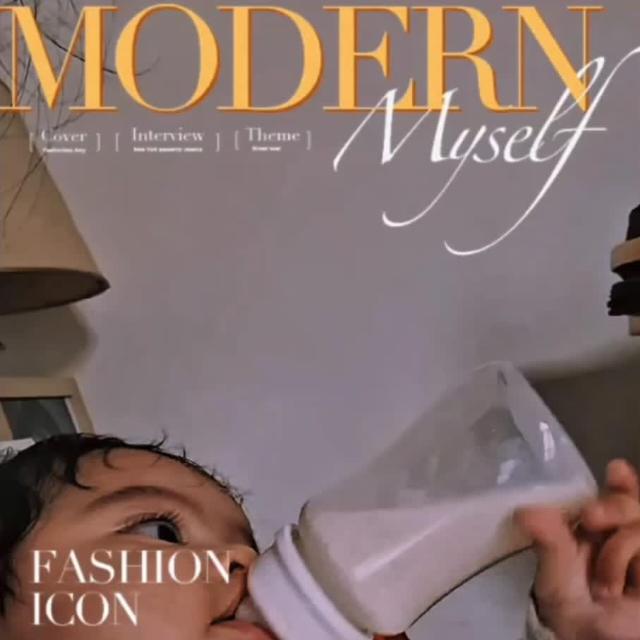 MODERN
Myself
[ Cover ] [ Interview ] [ Theme ]
FASHION
ICON